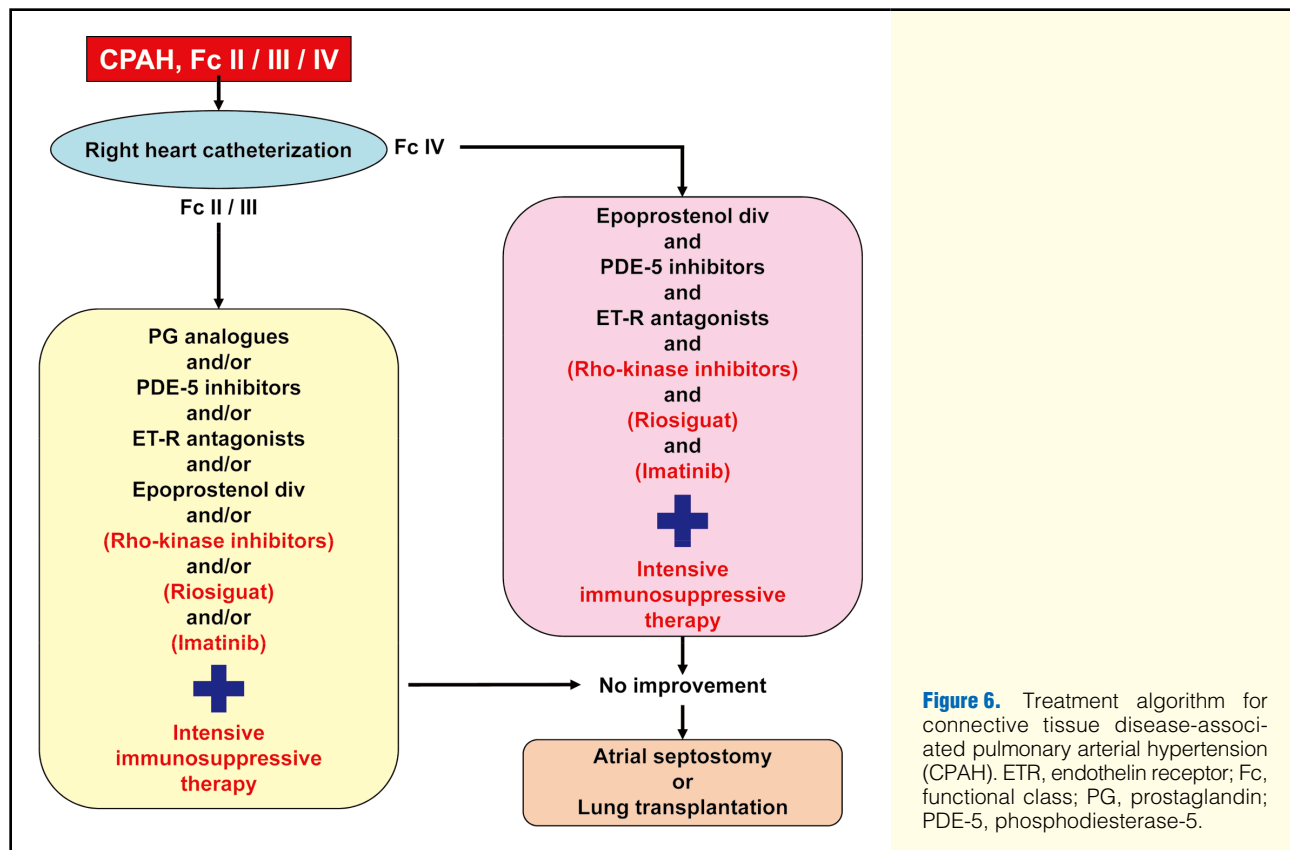 CPAH, Fc II / III / IV
Right heart catheterization
Fc IV
Fc II / III
PG analogues
and/or
PDE-5 inhibitors
and/or
ET-R antagonists
and/or
Epoprostenol div
and/or
(Rho-kinase inhibitors)
and/or
(Riosiguat)
and/or
(Imatinib)
Intensive
immunosuppressive
therapy
Epoprostenol div
and
PDE-5 inhibitors
and
ET-R antagonists
and
(Rho-kinase inhibitors)
and
(Riosiguat)
and
(Imatinib)
Intensive
immunosuppressive
therapy
No improvement
Atrial septostomy
or
Lung transplantation
Figure 6. Treatment algorithm for
connective tissue disease-associ-
ated pulmonary arterial hypertension
(CPAH). ETR, endothelin receptor; Fc,
functional class; PG, prostaglandin;
PDE-5, phosphodiesterase-5.